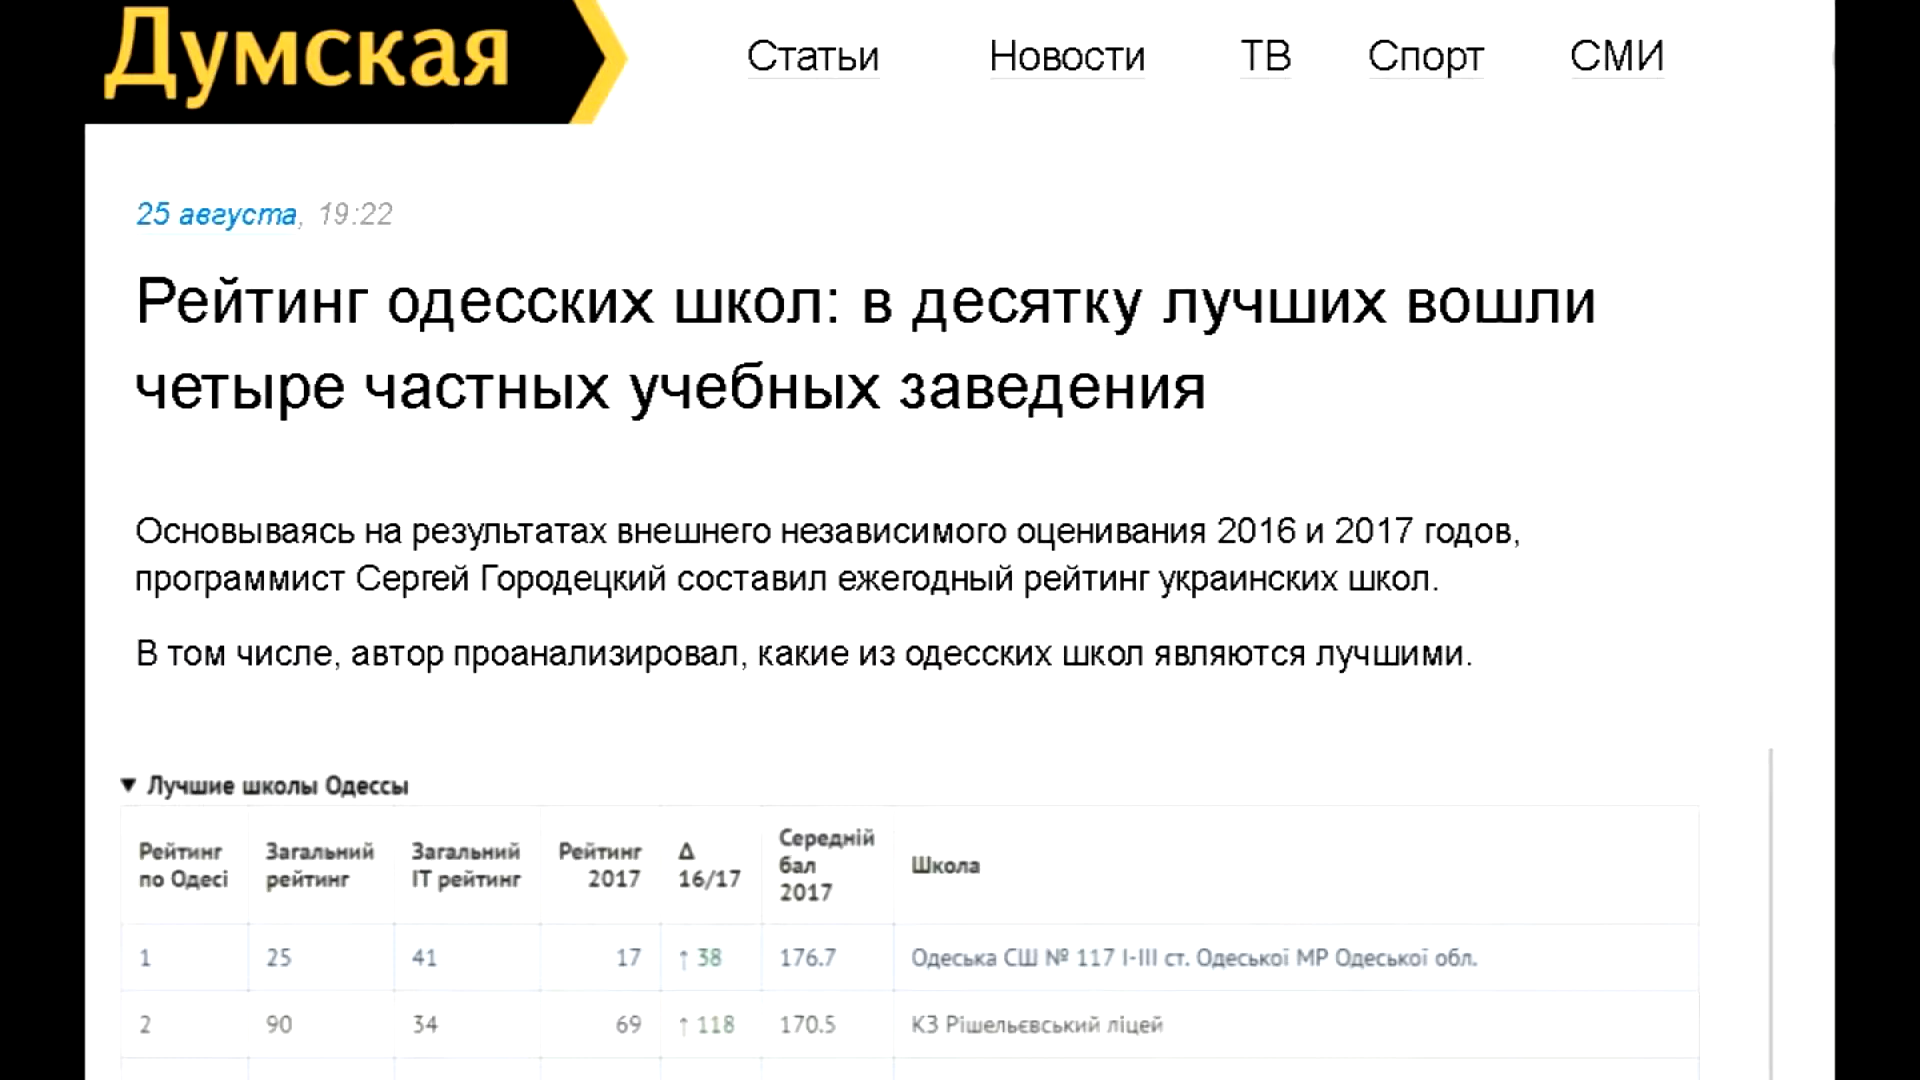 Думская
Статьи Новости ТВ Спорт СМИ
25 августа, 19:22
Рейтинг одесских школ: в десятку лучших вошли
четыре частных учебных заведения
Основываясь на результатах внешнего независимого оценивания 2016 и 2017 годов,
программист Сергей Городецкий составил ежегодный рейтинг украинских школ.
В том числе, автор проанализировал, какие из одесских школ являются лучшими.
▼ Лучшие школы Одессы
Рейтинг по Одесі Загальний рейтинг Загальний ІТ рейтинг Рейтинг 2017 Δ 16/17 Середній бал 2017 Школа
1 25 41 17 ↑ 38 176.7 Одеська СШ № 117 І-ІІІ ст. Одеської МР Одеської обл.
2 90 34 69 ↑ 118 170.5 КЗ Рішельєвський ліцей